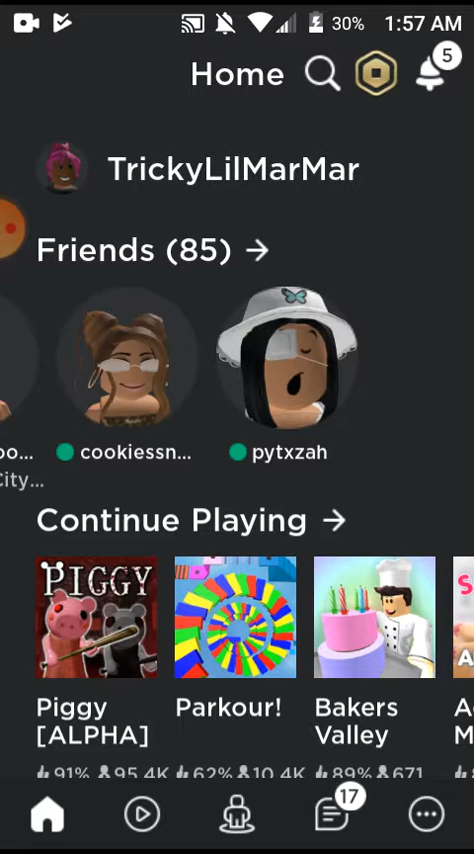 30% 1:57 AM
Home
5
TrickyLilMarMar
Friends (85) →
oo... cookiessn... pytxzah
City...
Continue Playing →
PIGGY
S
A
Piggy Parkour! Bakers A
[ALPHA] Valley M
91% 95.4K 62% 10.4K 89% 671
17